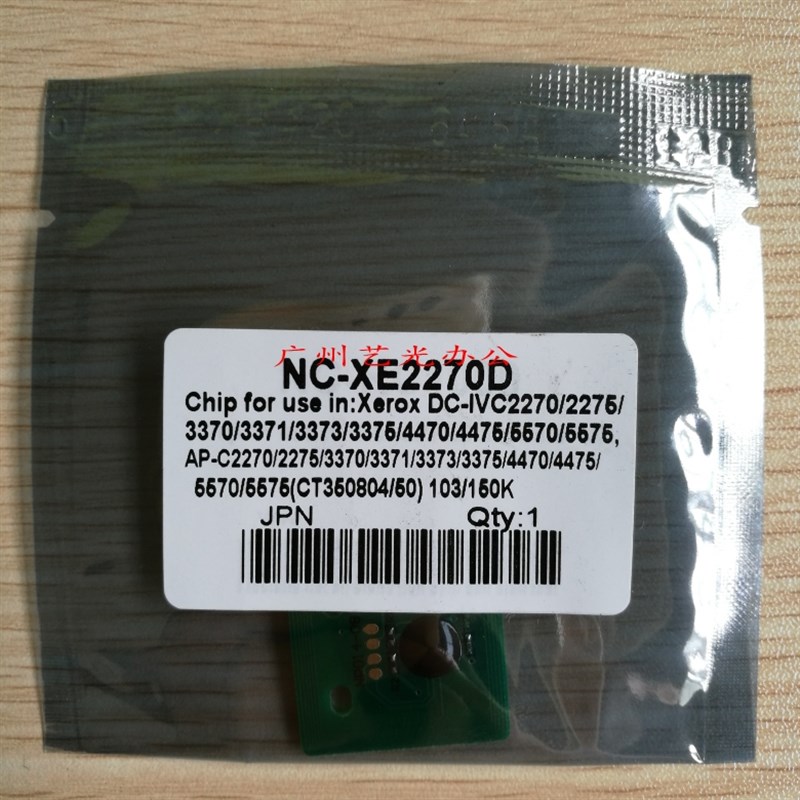 广州艺光办公
NC-XE2270D
Chip for use in:Xerox DC-IVC2270/2275/
3370/3371/3373/3375/4470/4475/5570/5575,
AP-C2270/2275/3370/3371/3373/3375/4470/4475/
5570/5575(CT350804/50) 103/150K
JPN Qty:1